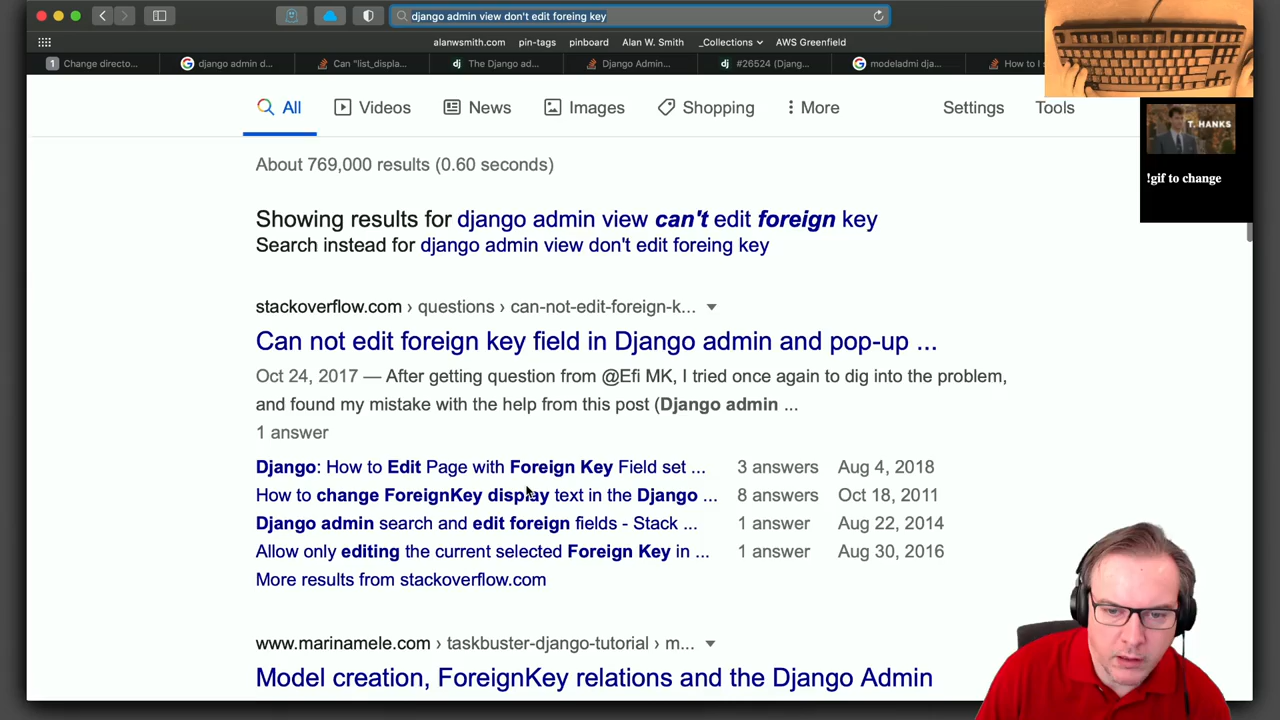 django admin view don't edit foreing key
alanwsmith.com pin-tags pinboard Alan W. Smith _Collections AWS Greenfield
1 Change directo... django admin d... Can "list_displa... The Django ad... Django Admin... #26524 (Djang... modeladmi dja... How to I s
All Videos News Images Shopping More Settings Tools
T. HANKS
!gif to change
About 769,000 results (0.60 seconds)
Showing results for django admin view can't edit foreign key
Search instead for django admin view don't edit foreing key
stackoverflow.com › questions › can-not-edit-foreign-k...
Can not edit foreign key field in Django admin and pop-up ...
Oct 24, 2017 — After getting question from @Efi MK, I tried once again to dig into the problem,
and found my mistake with the help from this post (Django admin ...
1 answer
Django: How to Edit Page with Foreign Key Field set ... 3 answers Aug 4, 2018
How to change ForeignKey display text in the Django ... 8 answers Oct 18, 2011
Django admin search and edit foreign fields - Stack ... 1 answer Aug 22, 2014
Allow only editing the current selected Foreign Key in ... 1 answer Aug 30, 2016
More results from stackoverflow.com
www.marinamele.com › taskbuster-django-tutorial › m...
Model creation, ForeignKey relations and the Django Admin